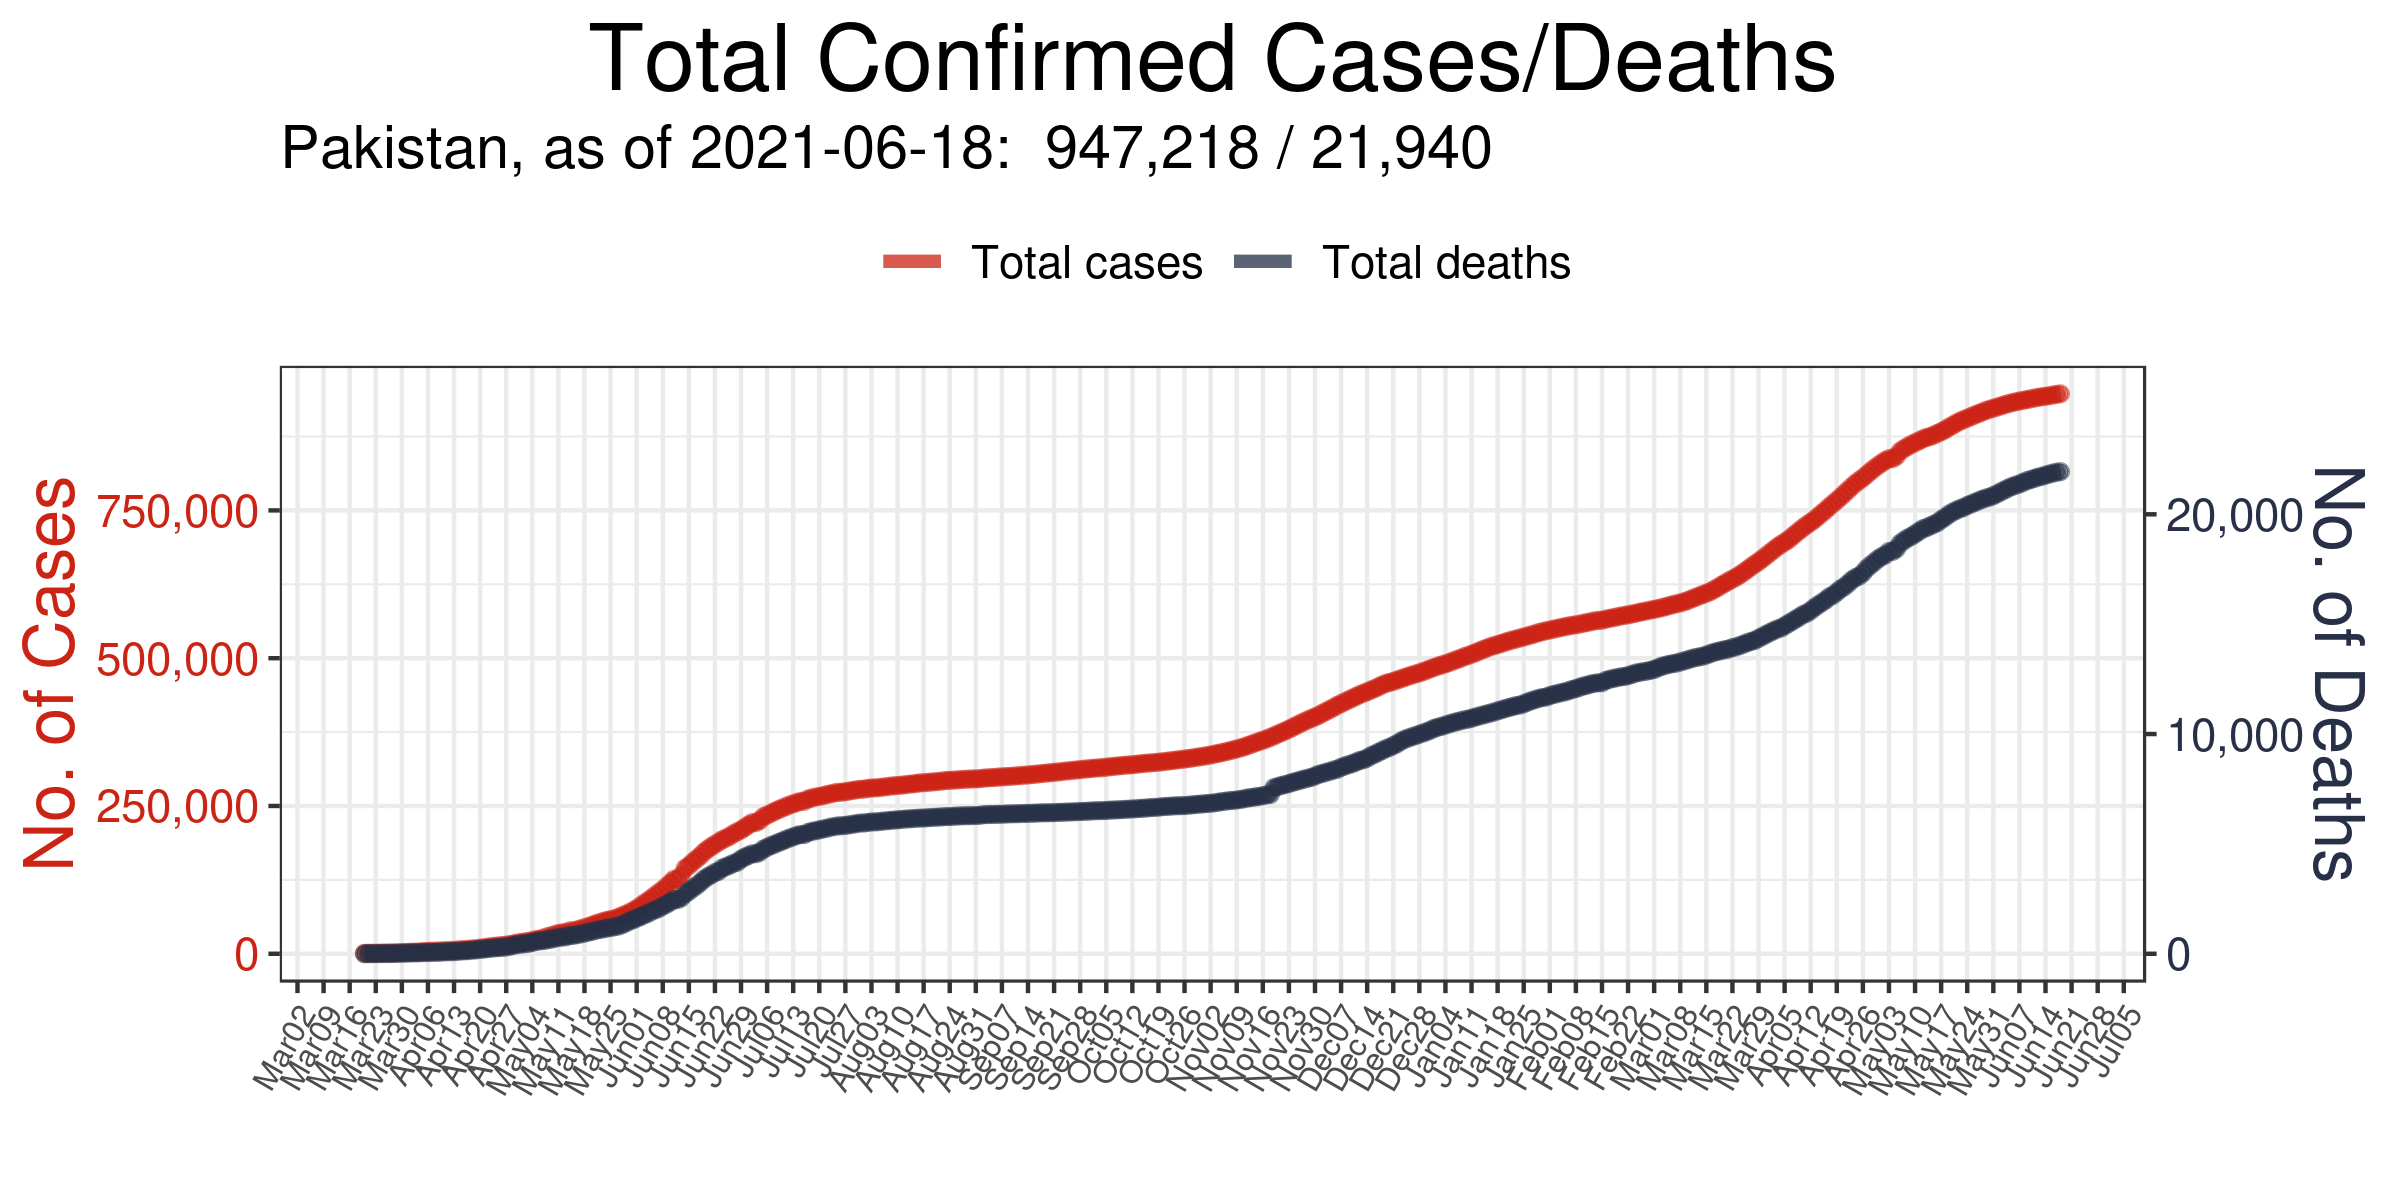 Total Confirmed Cases/Deaths
Pakistan, as of 2021-06-18: 947,218 / 21,940
Total cases
Total deaths
No. of Cases
750,000
500,000
250,000
0
20,000
10,000
0
No. of Deaths
Mar02
Mar09
Mar16
Mar23
Mar30
Apr06
Apr13
Apr20
Apr27
May04
May11
May18
May25
Jun01
Jun08
Jun15
Jun22
Jun29
Jul06
Jul13
Jul20
Jul27
Aug03
Aug10
Aug17
Aug24
Aug31
Sep07
Sep14
Sep21
Sep28
Oct05
Oct12
Oct19
Oct26
Nov02
Nov09
Nov16
Nov23
Nov30
Dec07
Dec14
Dec21
Dec28
Jan04
Jan11
Jan18
Jan25
Feb01
Feb08
Feb15
Feb22
Mar01
Mar08
Mar15
Mar22
Mar29
Apr05
Apr12
Apr19
Apr26
May03
May10
May17
May24
May31
Jun07
Jun14
Jun21
Jun28
Jul05